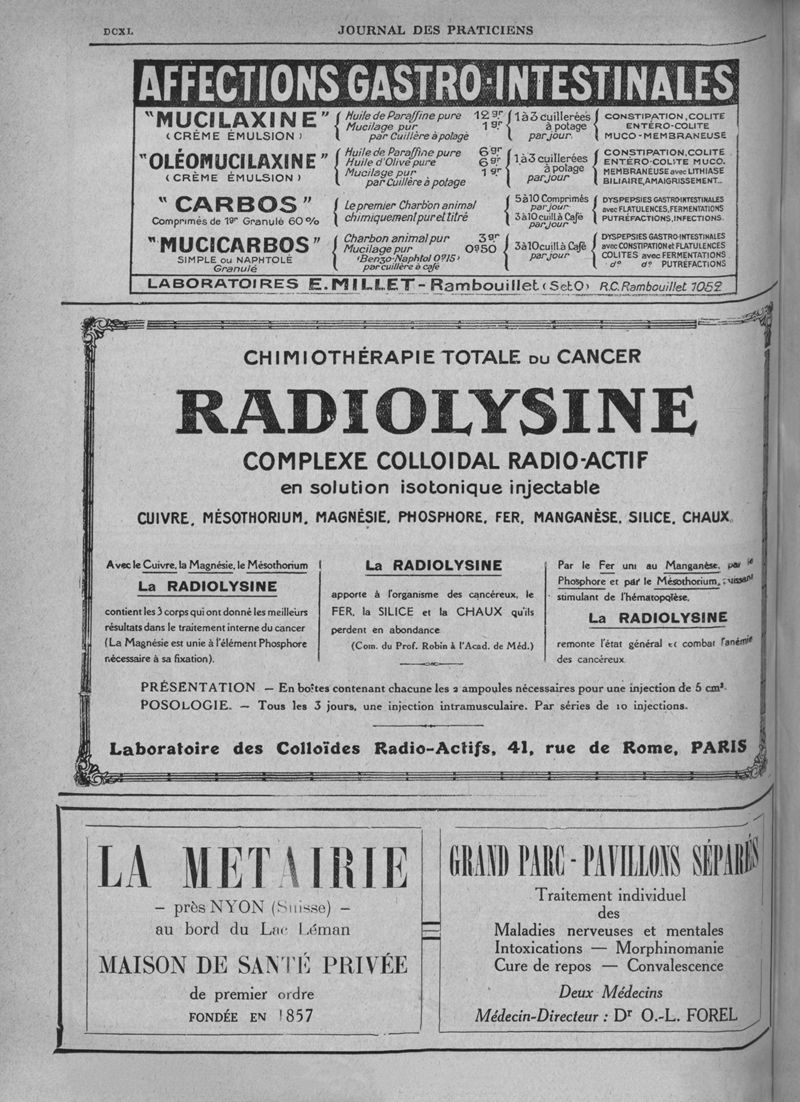 DCXL JOURNAL DES PRATICIENS
AFFECTIONS GASTRO-INTESTINALES
"MUCILAXINE"
(CRÈME ÉMULSION)
Huile de Paraffine pure 12 gr
Mucilage pur 1 gr
par Cuillère à potage
1 à 3 cuillerées
à potage
par jour.
CONSTIPATION, COLITE
ENTÉRO-COLITE
MUCO-MEMBRANEUSE
"OLÉOMUCILAXINE"
(CRÈME ÉMULSION)
Huile de Paraffine pure 6 gr
Huile d'Olive pure 6 gr
Mucilage pur 1 gr
par Cuillère à potage
1 à 3 cuillerées
à potage
par jour
CONSTIPATION, COLITE
ENTÉRO-COLITE MUCO.
MEMBRANEUSE avec LITHIASE
BILIAIRE, AMAIGRISSEMENT...
"CARBOS"
Comprimés de 1gr Granulé 60 %
Le premier Charbon animal
chimiquement pur et titré
5 à 10 Comprimés
par jour
3 à 10 cuill. à Café
par jour
DYSPEPSIES GASTRO-INTESTINALES
avec FLATULENCES, FERMENTATIONS
PUTRÉFACTIONS, INFECTIONS.
"MUCICARBOS"
SIMPLE OU NAPHTOLÉ
Granulé
Charbon animal pur 3 gr
Mucilage pur 0g50
(Benzo-Naphtol 0g15)
par cuillère à café
3 à 10 cuill. à Café
par jour
DYSPEPSIES GASTRO-INTESTINALES
avec CONSTIPATION et FLATULENCES
COLITES avec FERMENTATIONS
do do PUTRÉFACTIONS
LABORATOIRES E. MILLET - Rambouillet (S et O) R.C. Rambouillet 1052
CHIMIOTHÉRAPIE TOTALE DU CANCER
RADIOLYSINE
COMPLEXE COLLOIDAL RADIO-ACTIF
en solution isotonique injectable
CUIVRE, MÉSOTHORIUM, MAGNÉSIE, PHOSPHORE, FER, MANGANÈSE, SILICE, CHAUX.
Avec le Cuivre, la Magnésie, le Mésothorium
La RADIOLYSINE
contient les 3 corps qui ont donné les meilleurs
résultats dans le traitement interne du cancer
(La Magnésie est unie à l'élément Phosphore
nécessaire à sa fixation).
La RADIOLYSINE
apporte à l'organisme des cancéreux, le
FER, la SILICE et la CHAUX qu'ils
perdent en abondance
(Com. du Prof. Robin à l'Acad. de Méd.)
Par le Fer uni au Manganèse, par le
Phosphore et par le Mésothorium, puissant
stimulant de l'hématopoïèse,
La RADIOLYSINE
remonte l'état général et combat l'anémie
des cancéreux.
PRÉSENTATION — En boîtes contenant chacune les 2 ampoules nécessaires pour une injection de 5 cm³.
POSOLOGIE. — Tous les 3 jours, une injection intramusculaire. Par séries de 10 injections.
Laboratoire des Colloïdes Radio-Actifs, 41, rue de Rome, PARIS
LA METAIRIE
— près NYON (Suisse) —
au bord du Lac Léman
MAISON DE SANTÉ PRIVÉE
de premier ordre
FONDÉE EN 1857
GRAND PARC - PAVILLONS SÉPARÉS
Traitement individuel
des
Maladies nerveuses et mentales
Intoxications — Morphinomanie
Cure de repos — Convalescence
Deux Médecins
Médecin-Directeur : Dr O.-L. FOREL